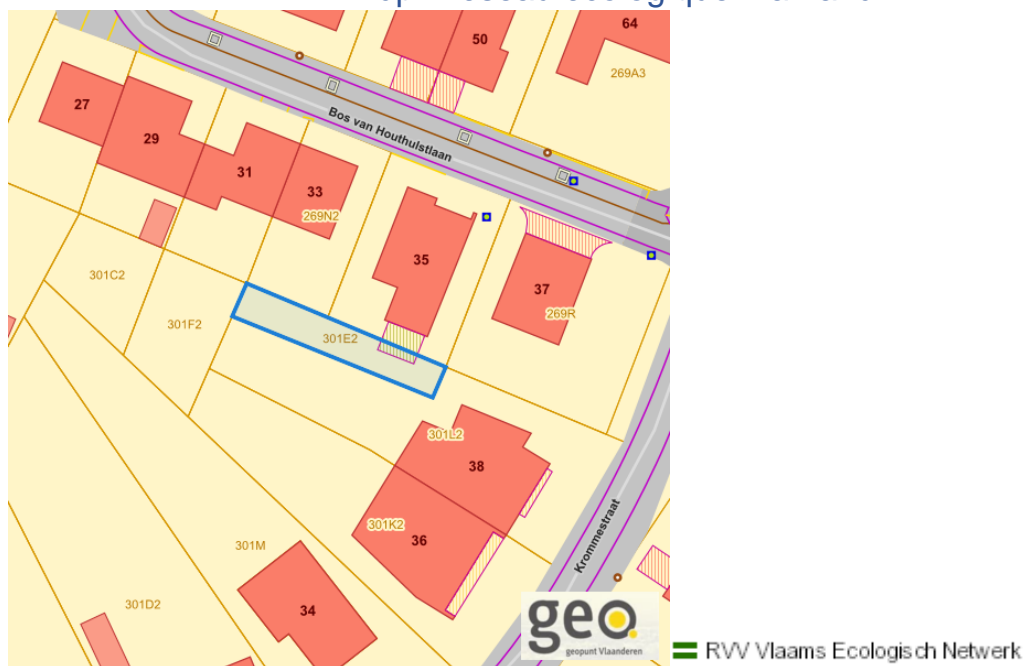 50
64
269A3
27
29
Bos van Houthulstlaan
31
33
269N2
35
301C2
37
269R
301F2
301E2
301L2
38
301K2
36
301M
Krommestraat
301D2
34
geo.
geopunt Vlaanderen
RVV Vlaams Ecologisch Netwerk